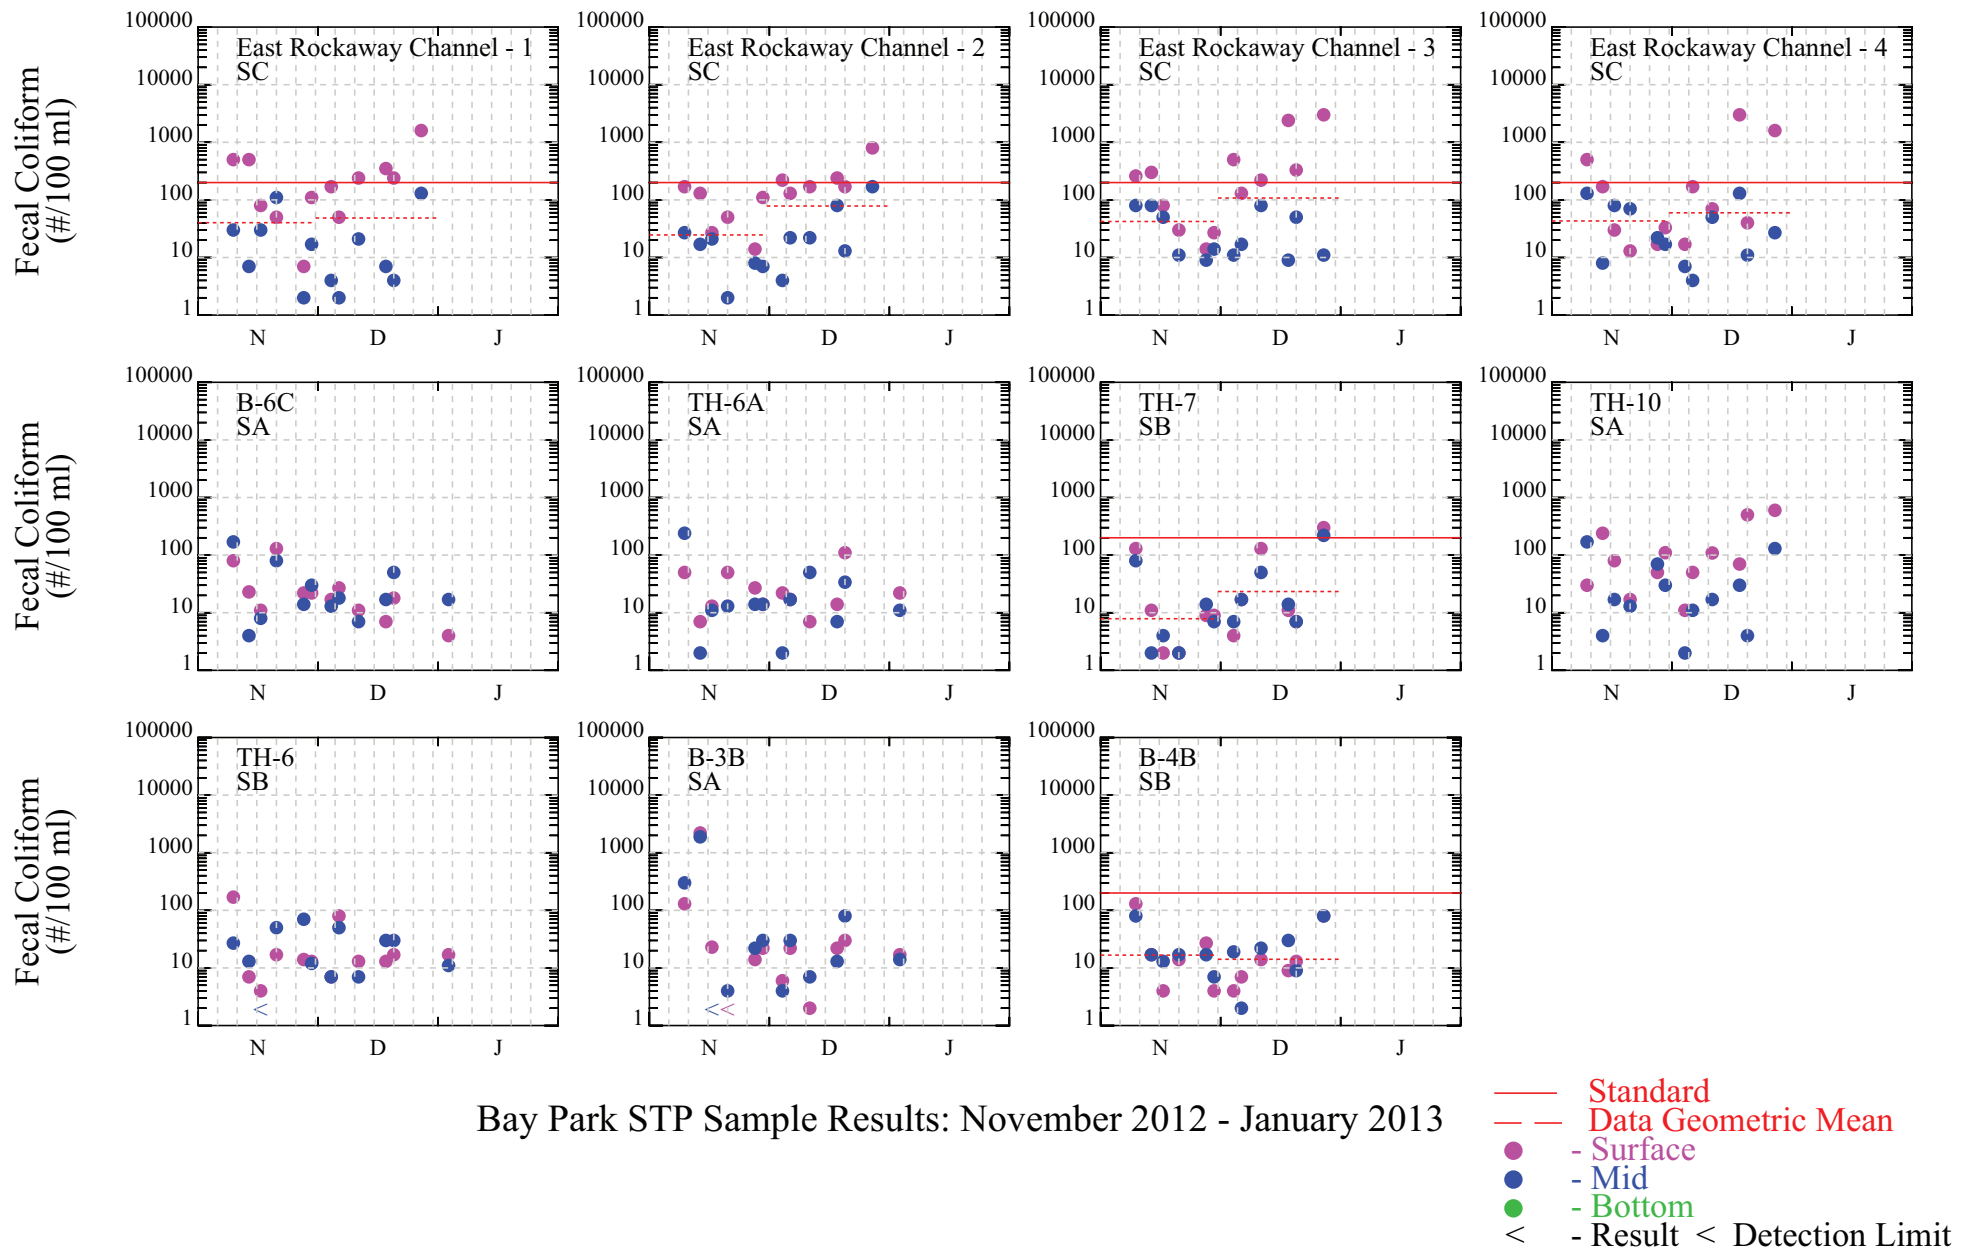 Fecal Coliform
(#/100 ml)
100000
10000
1000
100
10
1
East Rockaway Channel - 1
SC
N D J
100000
10000
1000
100
10
1
East Rockaway Channel - 2
SC
N D J
100000
10000
1000
100
10
1
East Rockaway Channel - 3
SC
N D J
100000
10000
1000
100
10
1
East Rockaway Channel - 4
SC
N D J
Fecal Coliform
(#/100 ml)
100000
10000
1000
100
10
1
B-6C
SA
N D J
100000
10000
1000
100
10
1
TH-6A
SA
N D J
100000
10000
1000
100
10
1
TH-7
SB
N D J
100000
10000
1000
100
10
1
TH-10
SA
N D J
Fecal Coliform
(#/100 ml)
100000
10000
1000
100
10
1
TH-6
SB
<
N D J
100000
10000
1000
100
10
1
B-3B
SA
< <
N D J
100000
10000
1000
100
10
1
B-4B
SB
N D J
Bay Park STP Sample Results: November 2012 - January 2013
Standard
Data Geometric Mean
- Surface
- Mid
- Bottom
< - Result < Detection Limit